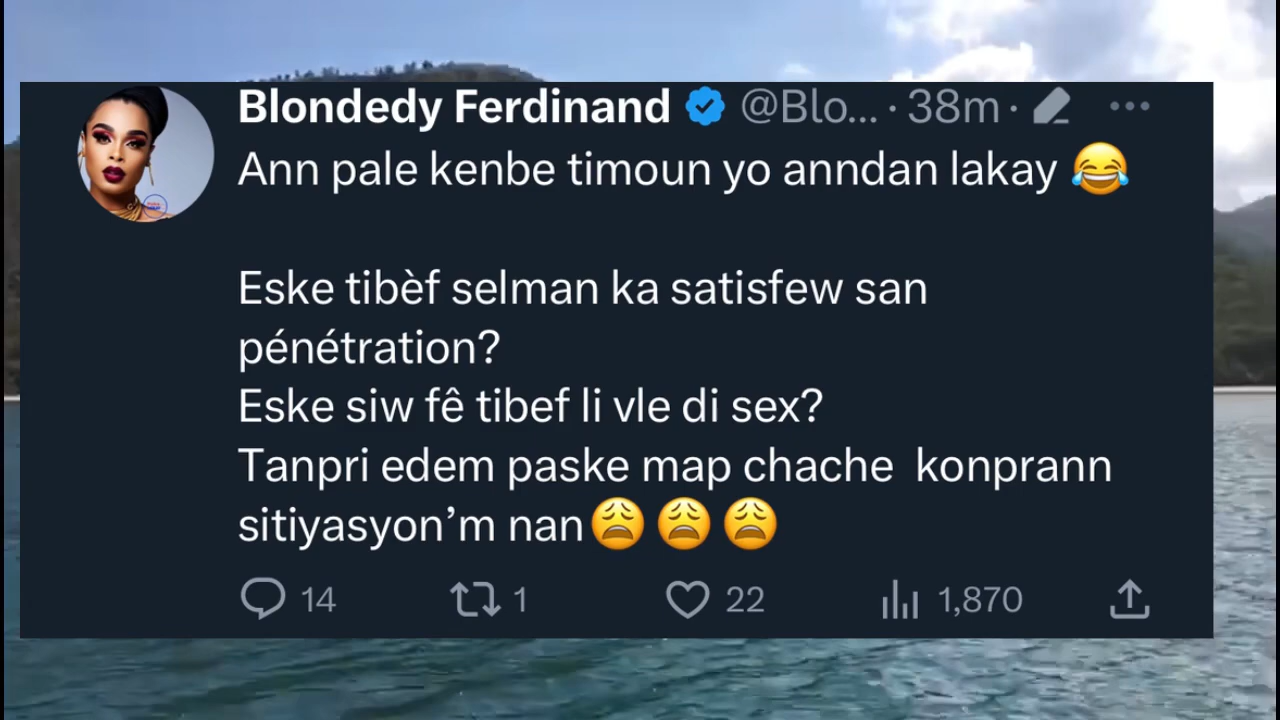 Blondedy Ferdinand @Blo... · 38m ·
Ann pale kenbe timoun yo anndan lakay 😂
Eske tibèf selman ka satisfew san
pénétration?
Eske siw fê tibef li vle di sex?
Tanpri edem paske map chache konprann
sitiyasyon’m nan😩😩😩
14 1 22 1,870